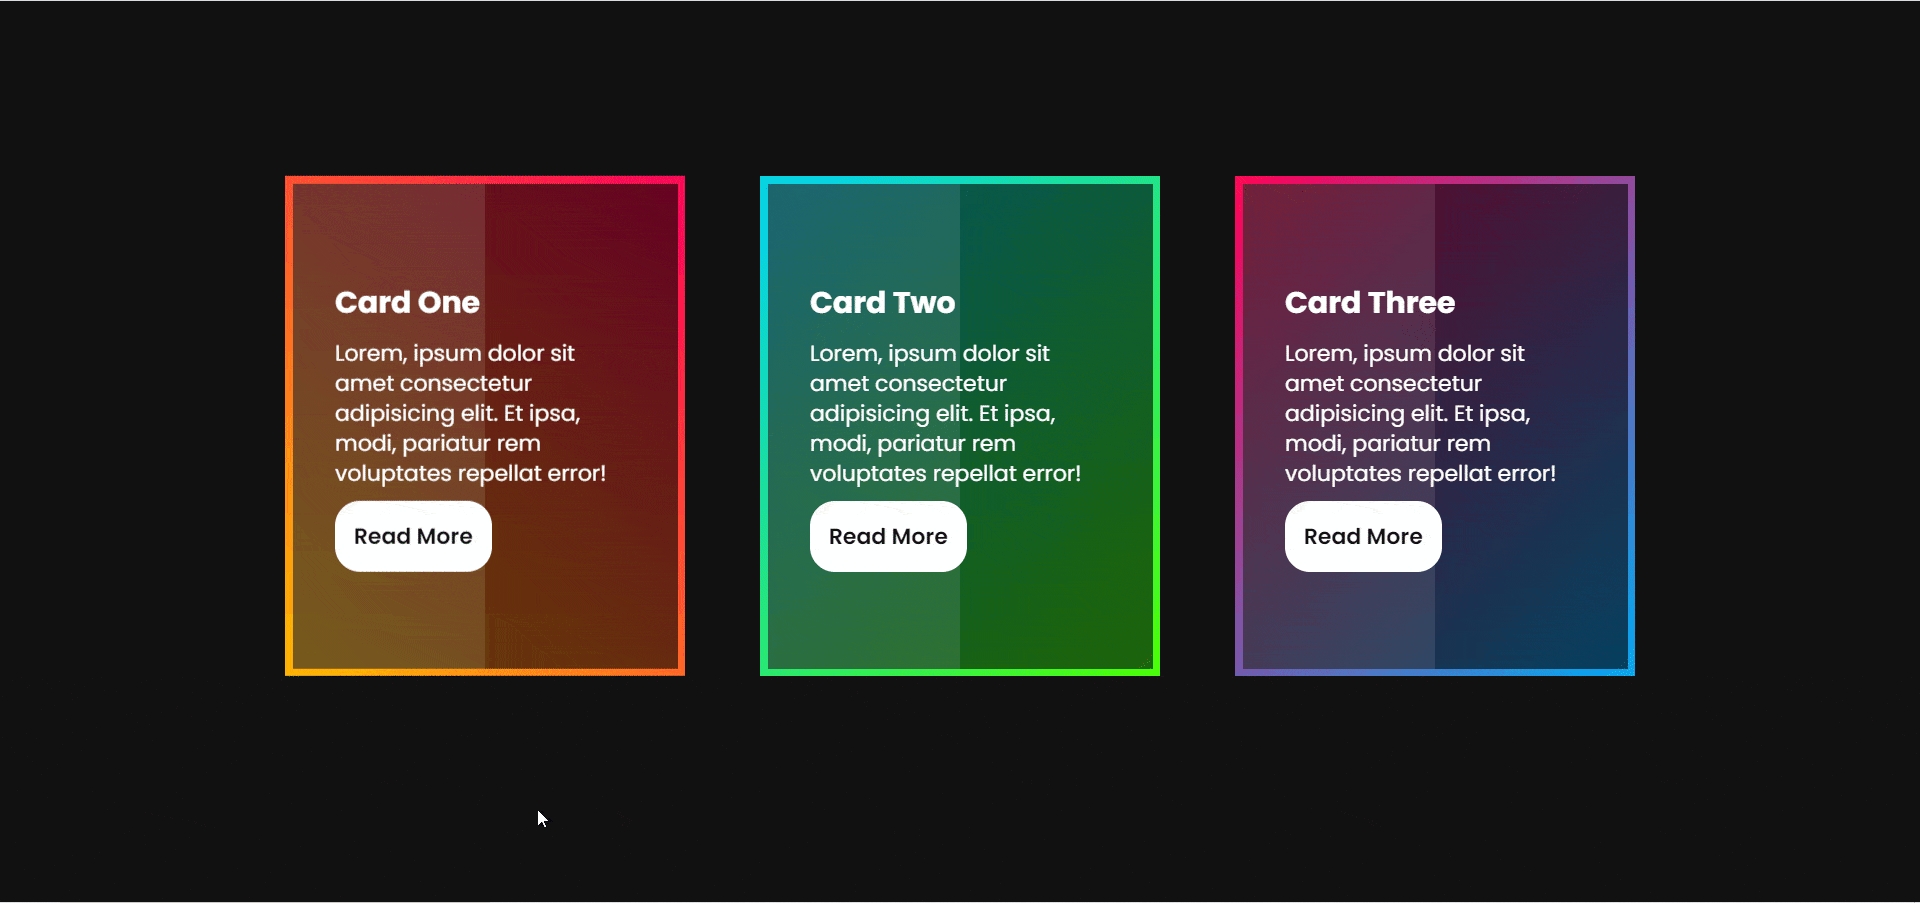 Card One
Lorem, ipsum dolor sit
amet consectetur
adipisicing elit. Et ipsa,
modi, pariatur rem
voluptates repellat error!
Read More
Card Two
Lorem, ipsum dolor sit
amet consectetur
adipisicing elit. Et ipsa,
modi, pariatur rem
voluptates repellat error!
Read More
Card Three
Lorem, ipsum dolor sit
amet consectetur
adipisicing elit. Et ipsa,
modi, pariatur rem
voluptates repellat error!
Read More